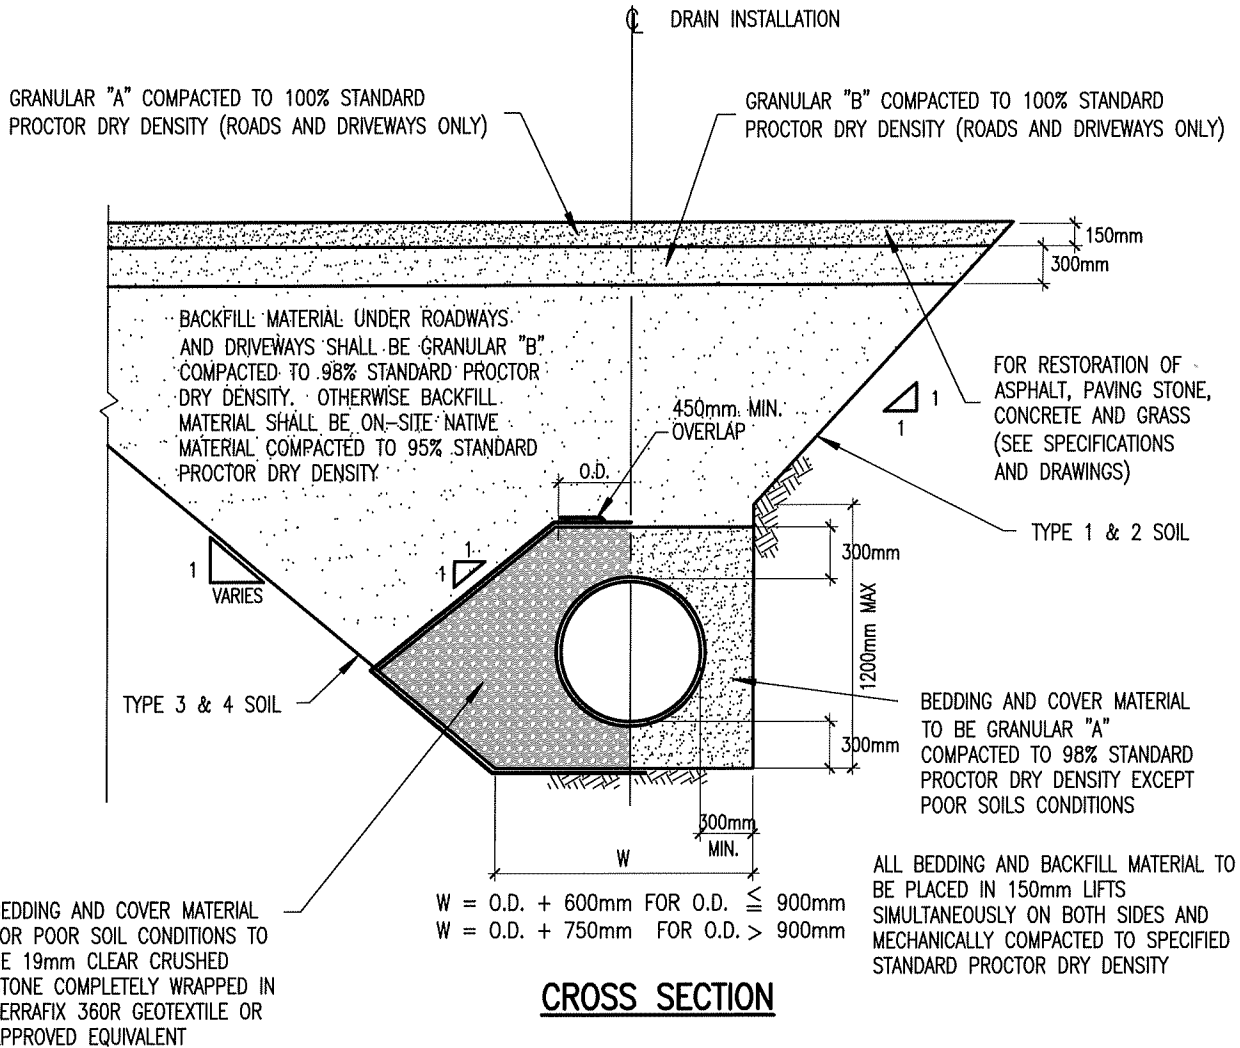 ℄ DRAIN INSTALLATION
GRANULAR "A" COMPACTED TO 100% STANDARD
PROCTOR DRY DENSITY (ROADS AND DRIVEWAYS ONLY)
GRANULAR "B" COMPACTED TO 100% STANDARD
PROCTOR DRY DENSITY (ROADS AND DRIVEWAYS ONLY)
150mm
300mm
BACKFILL MATERIAL UNDER ROADWAYS
AND DRIVEWAYS SHALL BE GRANULAR "B"
COMPACTED TO 98% STANDARD PROCTOR
DRY DENSITY. OTHERWISE BACKFILL
MATERIAL SHALL BE ON-SITE NATIVE
MATERIAL COMPACTED TO 95% STANDARD
PROCTOR DRY DENSITY
450mm MIN.
OVERLAP
O.D.
1
1
FOR RESTORATION OF
ASPHALT, PAVING STONE,
CONCRETE AND GRASS
(SEE SPECIFICATIONS
AND DRAWINGS)
TYPE 1 & 2 SOIL
1
VARIES
1
1
300mm
1200mm MAX
300mm
TYPE 3 & 4 SOIL
BEDDING AND COVER MATERIAL
TO BE GRANULAR "A"
COMPACTED TO 98% STANDARD
PROCTOR DRY DENSITY EXCEPT
POOR SOILS CONDITIONS
300mm
MIN.
W
W = O.D. + 600mm FOR O.D. ≦ 900mm
W = O.D. + 750mm FOR O.D. > 900mm
ALL BEDDING AND BACKFILL MATERIAL TO
BE PLACED IN 150mm LIFTS
SIMULTANEOUSLY ON BOTH SIDES AND
MECHANICALLY COMPACTED TO SPECIFIED
STANDARD PROCTOR DRY DENSITY
EDDING AND COVER MATERIAL
OR POOR SOIL CONDITIONS TO
E 19mm CLEAR CRUSHED
TONE COMPLETELY WRAPPED IN
ERRAFIX 360R GEOTEXTILE OR
PPROVED EQUIVALENT
CROSS SECTION